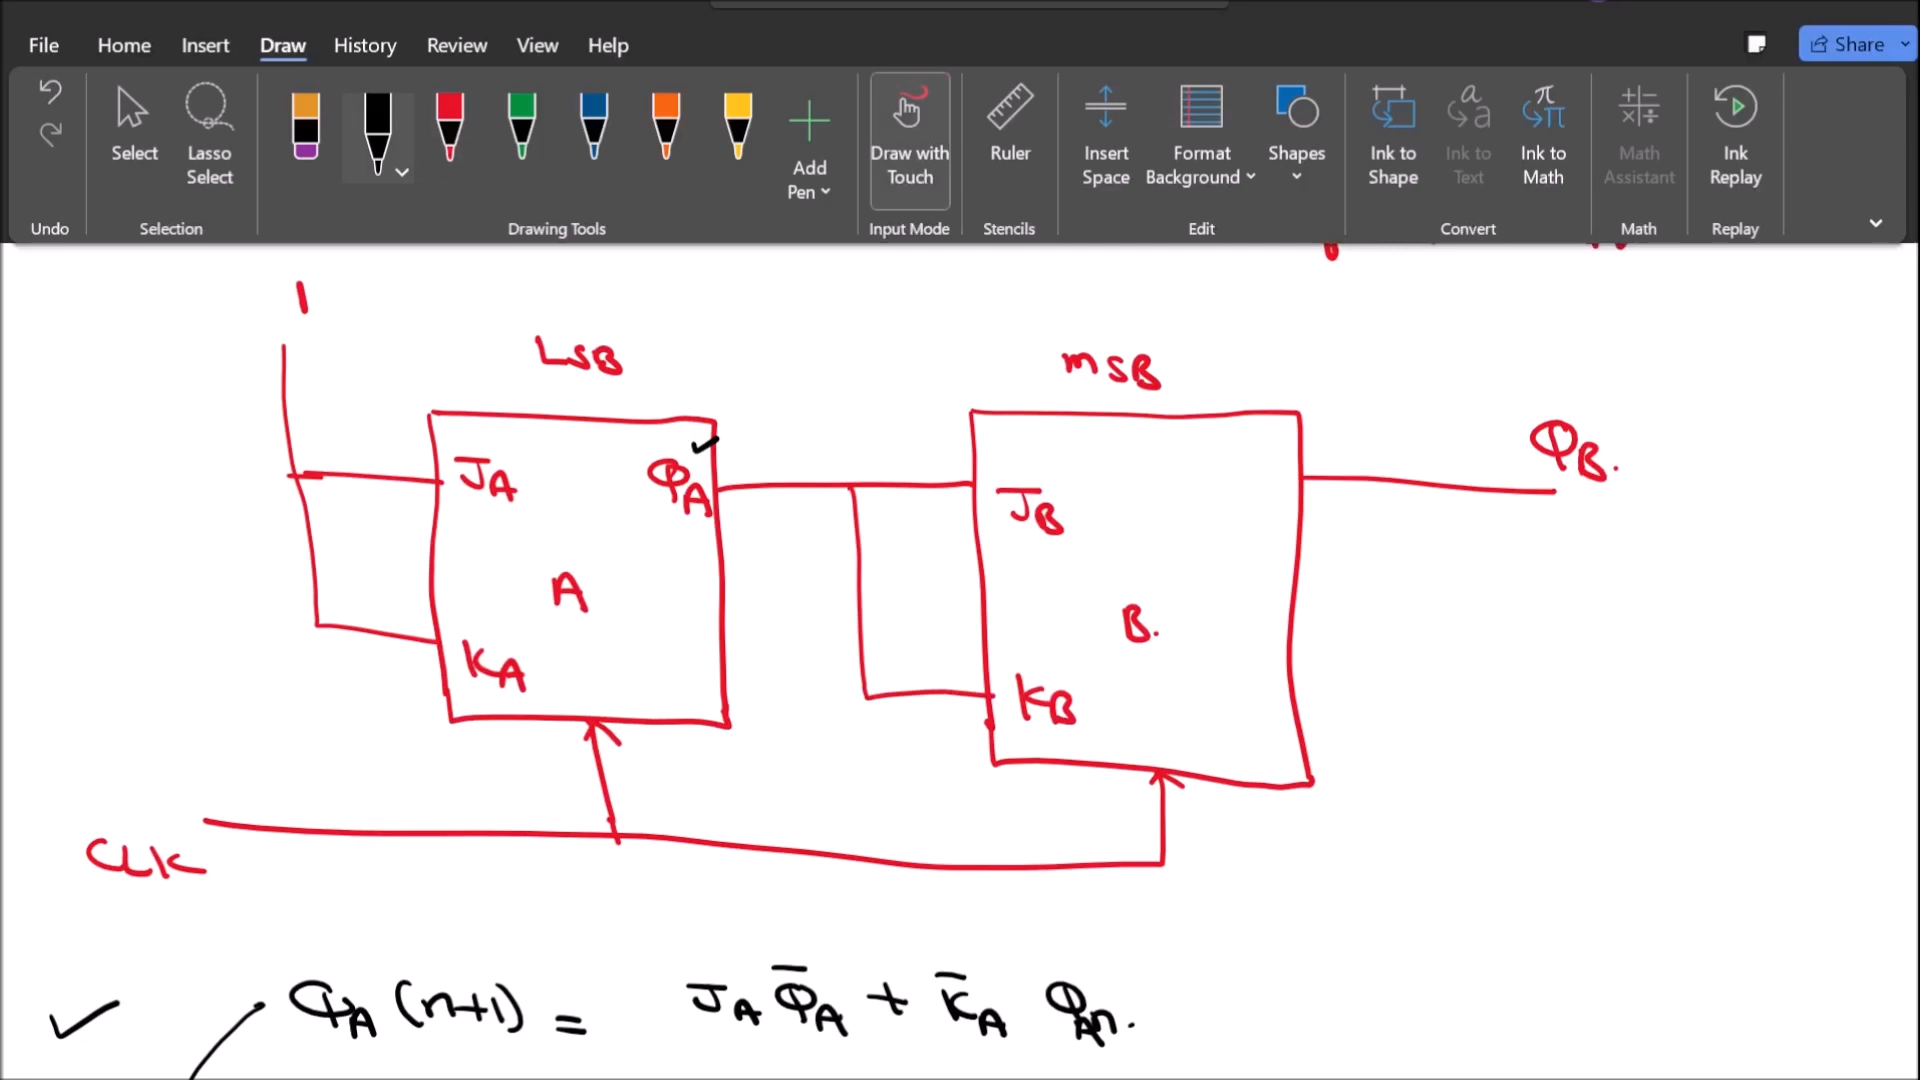 File Home Insert Draw History Review View Help Share
Select Lasso Select Add Pen Draw with Touch Ruler Insert Space Format Background Shapes Ink to Shape Ink to Text Ink to Math Math Assistant Ink Replay
Undo Selection Drawing Tools Input Mode Stencils Edit Convert Math Replay
1
LSB MSB
JA QA JB QB.
A B.
KA KB
CLK
QA (n+1) = JA Q̅A + K̅A QAn.